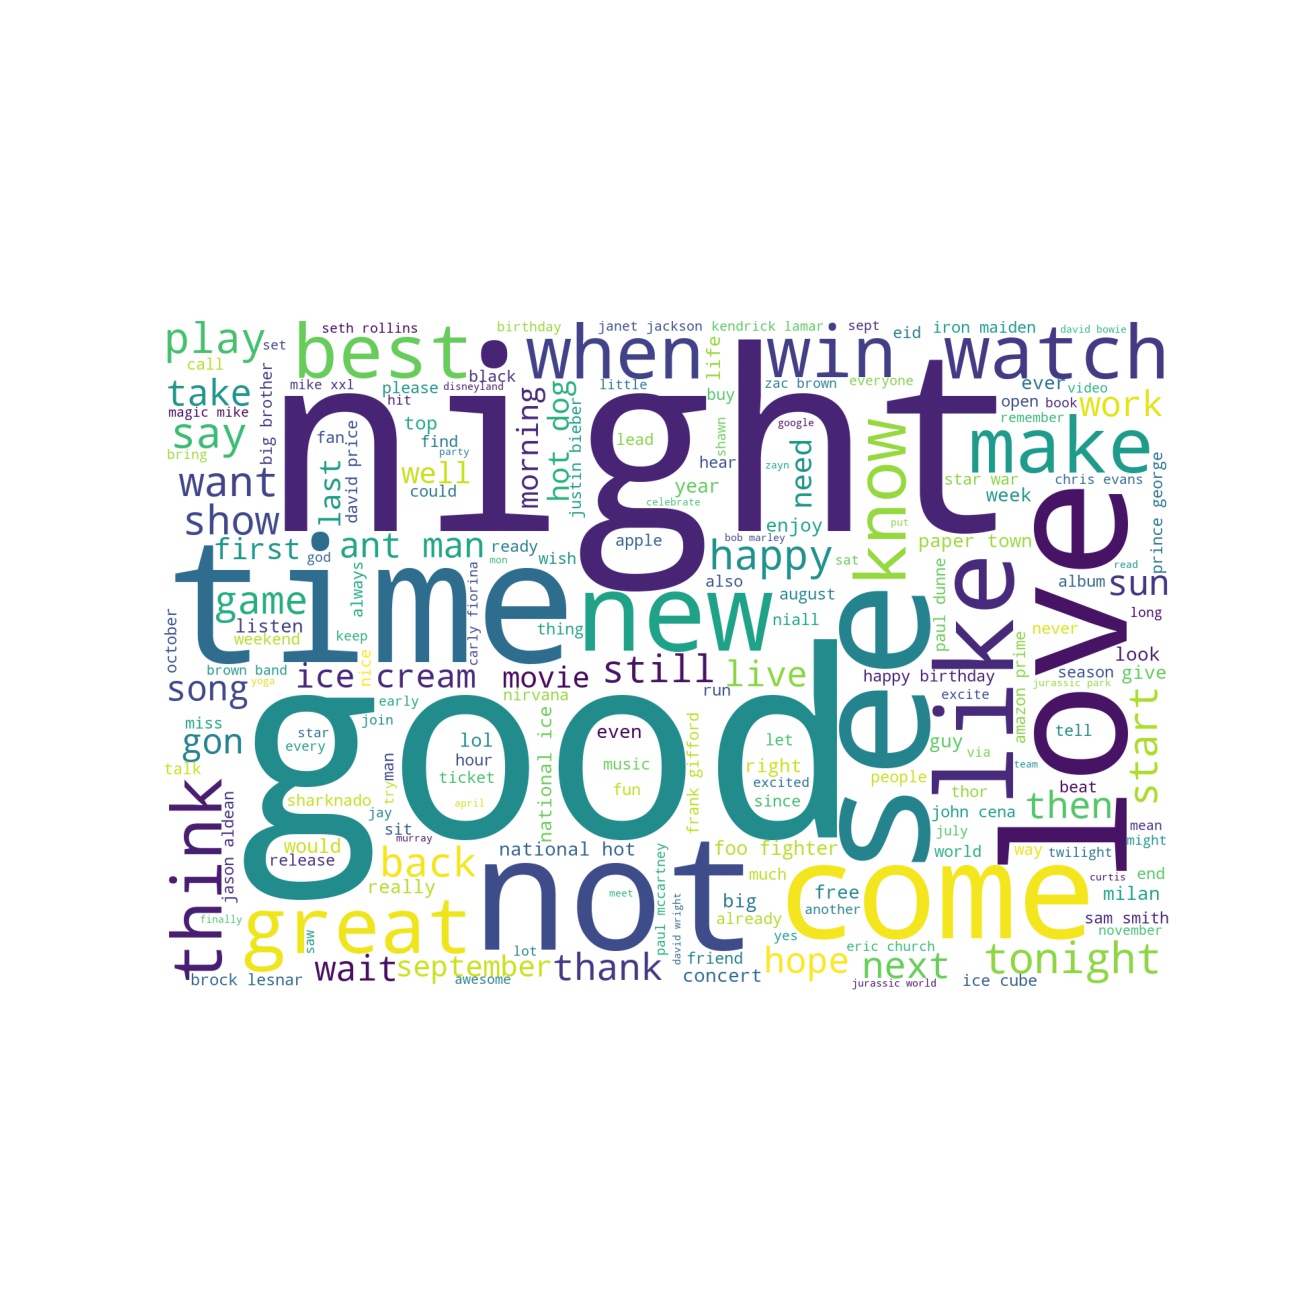 play
set
seth rollins
best
birthday
when
janet jackson
kendrick lamar
win
sept
eid
iron maiden
david bowie
watch
call
take
magic mike
say
bring
big brother
mike xxl
please
hit
disneyland
black
night
little
life
buy
zac brown
everyone
google
ever
video
open
book
work
remember
make
want
show
fan
david price
last
top
find
party
well
could
morning
hot dog
justin bieber
lead
shawn
hear
year
celebrate
zayn
need
know
put
star war
week
chris evans
prince george
first
god
ant man
ready
mon
wish
apple
bob marley
enjoy
happy
also
sat
august
niall
paper town
album
read
sun
long
love
like
see
paul dunne
time
game
listen
weekend
always
keep
carly fiorina
thing
new
october
brown band
yoga
song
ice cream
nice
movie
still
live
run
nirvana
happy birthday
excite
amazon prime
never
season
jurassic park
look
give
start
miss
gon
talk
early
join
star
every
good
lol
hour
ticket
april
even
music
fun
frank gifford
national ice
let
right
excited
since
guy
via
team
people
thor
john cena
july
world
tell
beat
then
way
twilight
curtis
mean
might
end
milan
think
jason aldean
sharknado
tryman
jay
sit
murray
would
release
back
really
national hot
not
meet
paul mccartney
david wright
foo fighter
much
big
already
come
free
another
yes
sam smith
november
finally
great
saw
brock lesnar
wait
september
awesome
lot
thank
friend
concert
hope
eric church
next
jurassic world
ice cube
tonight